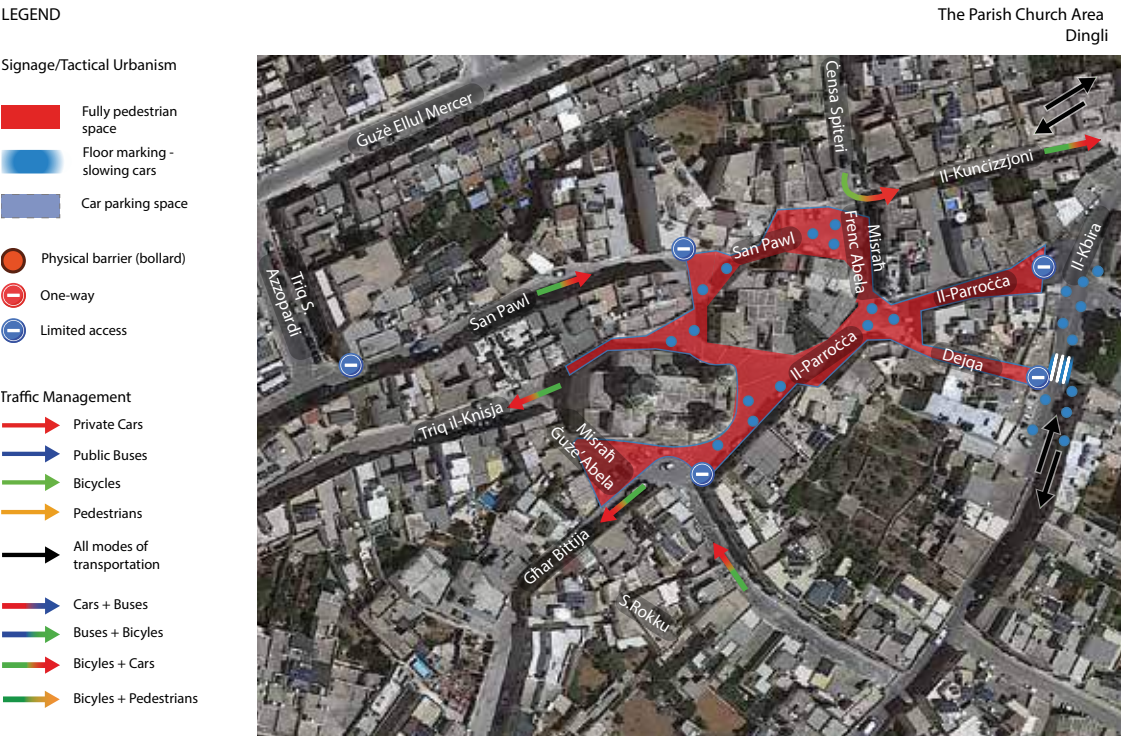 LEGEND
The Parish Church Area
Dingli
Signage/Tactical Urbanism
Fully pedestrian
space
Floor marking -
slowing cars
Car parking space
Physical barrier (bollard)
One-way
Limited access
Traffic Management
Private Cars
Public Buses
Bicycles
Pedestrians
All modes of
transportation
Cars + Buses
Buses + Bicyles
Bicyles + Cars
Bicyles + Pedestrians
Ġużè Ellul Mercer
Ċensa Spiteri
Il-Kunċizzjoni
Il-Kbira
San Pawl
Misraħ
Frenc Abela
Triq S.
Azzopardi
San Pawl
Il-Parroċċa
Il-Parroċċa
Dejqa
Triq il-Knisja
Misraħ
Ġuże' Abela
Għar Bittija
S.Rokku